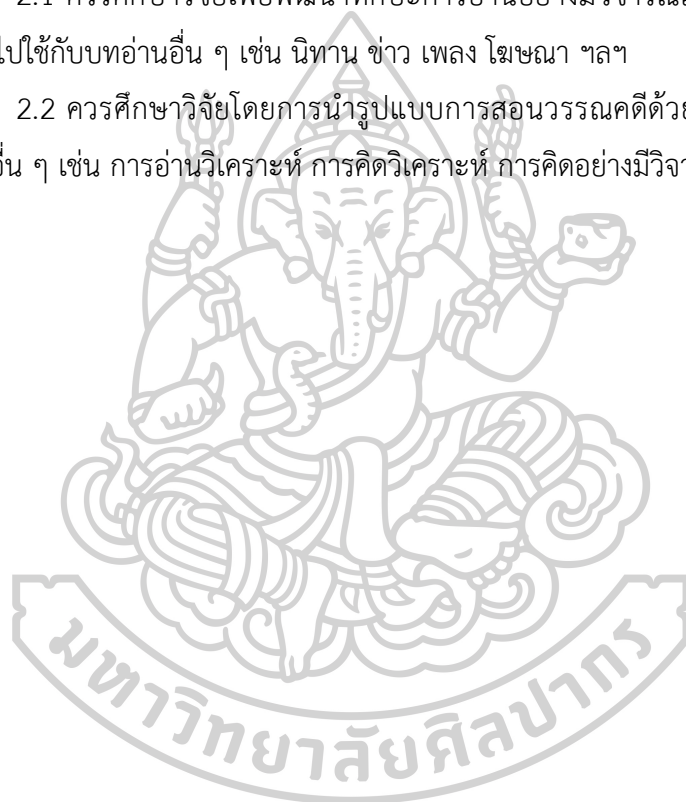 2.1 ควรศึกษาวิจัยเพื่อพัฒนาทักษะการอ่านอย่างมีวิจารณ
ไปใช้กับบทอ่านอื่น ๆ เช่น นิทาน ข่าว เพลง โฆษณา ฯลฯ
2.2 ควรศึกษาวิจัยโดยการนำรูปแบบการสอนวรรณคดีด้วย
อื่น ๆ เช่น การอ่านวิเคราะห์ การคิดวิเคราะห์ การคิดอย่างมีวิจา
มหาวิทยาลัยศิลปากร